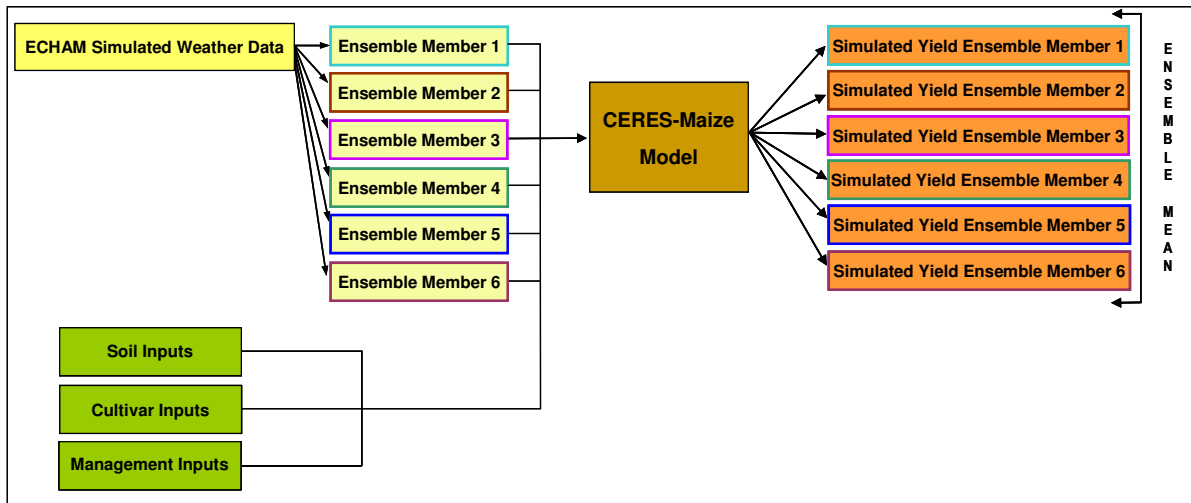 ECHAM Simulated Weather Data
Ensemble Member 1
Ensemble Member 2
Ensemble Member 3
Ensemble Member 4
Ensemble Member 5
Ensemble Member 6
Soil Inputs
Cultivar Inputs
Management Inputs
CERES-Maize
Model
Simulated Yield Ensemble Member 1
Simulated Yield Ensemble Member 2
Simulated Yield Ensemble Member 3
Simulated Yield Ensemble Member 4
Simulated Yield Ensemble Member 5
Simulated Yield Ensemble Member 6
ENSEMBLE MEAN